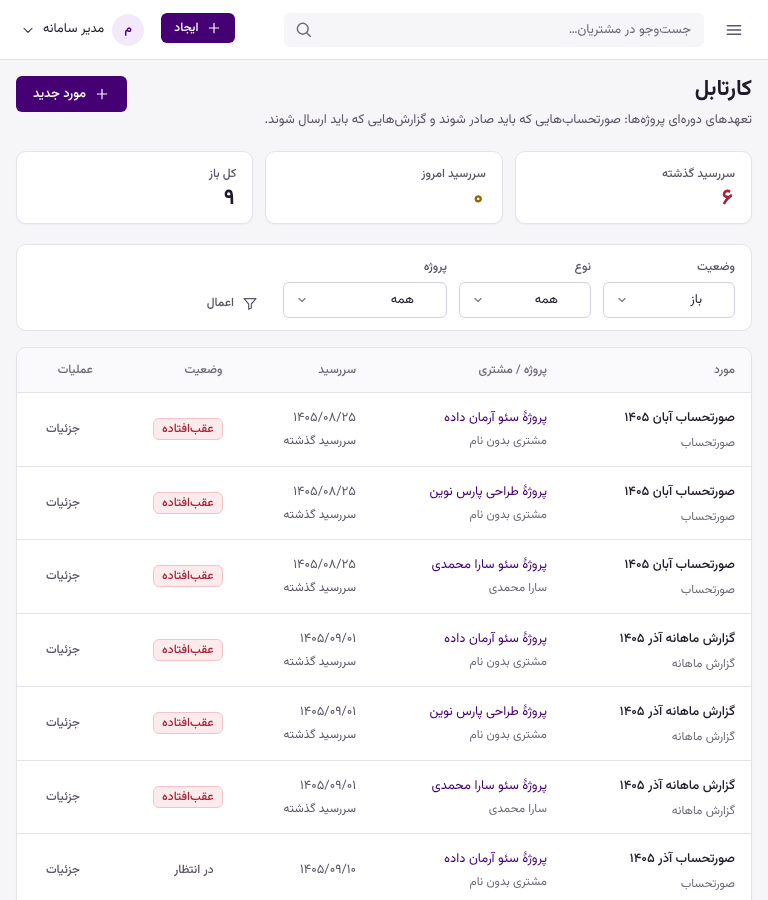 جست‌وجو در مشتریان...
ایجاد
م
مدیر سامانه
کارتابل
مورد جدید
تعهدهای دوره‌ای پروژه‌ها: صورتحساب‌هایی که باید صادر شوند و گزارش‌هایی که باید ارسال شوند.
سررسید گذشته
۶
سررسید امروز
۰
کل باز
۹
وضعیت
باز
نوع
همه
پروژه
همه
اعمال
مورد پروژه / مشتری سررسید وضعیت عملیات
صورتحساب آبان ۱۴۰۵ پروژهٔ سئو آرمان داده ۱۴۰۵/۰۸/۲۵ عقب‌افتاده جزئیات
صورتحساب مشتری بدون نام سررسید گذشته
صورتحساب آبان ۱۴۰۵ پروژهٔ طراحی پارس نوین ۱۴۰۵/۰۸/۲۵ عقب‌افتاده جزئیات
صورتحساب مشتری بدون نام سررسید گذشته
صورتحساب آبان ۱۴۰۵ پروژهٔ سئو سارا محمدی ۱۴۰۵/۰۸/۲۵ عقب‌افتاده جزئیات
صورتحساب سارا محمدی سررسید گذشته
گزارش ماهانه آذر ۱۴۰۵ پروژهٔ سئو آرمان داده ۱۴۰۵/۰۹/۰۱ عقب‌افتاده جزئیات
گزارش ماهانه مشتری بدون نام سررسید گذشته
گزارش ماهانه آذر ۱۴۰۵ پروژهٔ طراحی پارس نوین ۱۴۰۵/۰۹/۰۱ عقب‌افتاده جزئیات
گزارش ماهانه مشتری بدون نام سررسید گذشته
گزارش ماهانه آذر ۱۴۰۵ پروژهٔ سئو سارا محمدی ۱۴۰۵/۰۹/۰۱ عقب‌افتاده جزئیات
گزارش ماهانه سارا محمدی سررسید گذشته
صورتحساب آذر ۱۴۰۵ پروژهٔ سئو آرمان داده ۱۴۰۵/۰۹/۱۰ در انتظار جزئیات
صورتحساب مشتری بدون نام